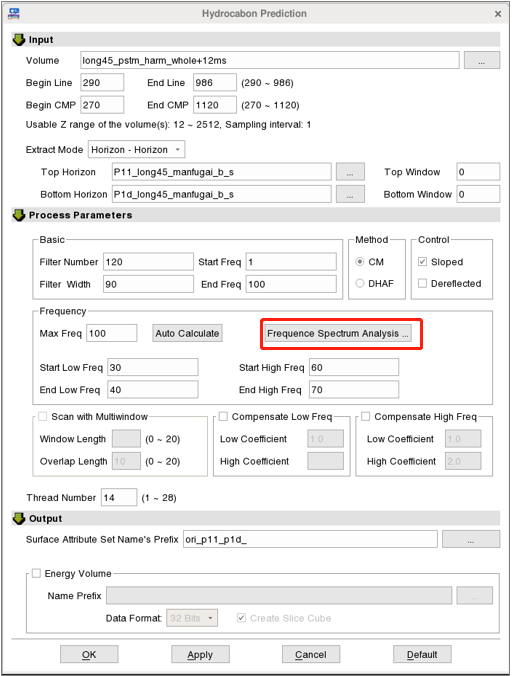 Hydrocabon Prediction
Input
Volume long45_pstm_harm_whole+12ms ...
Begin Line 290 End Line 986 (290 ~ 986)
Begin CMP 270 End CMP 1120 (270 ~ 1120)
Usable Z range of the volume(s): 12 ~ 2512, Sampling interval: 1
Extract Mode Horizon - Horizon
Top Horizon P11_long45_manfugai_b_s ... Top Window 0
Bottom Horizon P1d_long45_manfugai_b_s ... Bottom Window 0
Process Parameters
Basic Method Control
Filter Number 120 Start Freq 1 CM Sloped
Filter Width 90 End Freq 100 DHAF Dereflected
Frequency
Max Freq 100 Auto Calculate Frequence Spectrum Analysis ...
Start Low Freq 30 Start High Freq 60
End Low Freq 40 End High Freq 70
Scan with Multiwindow Compensate Low Freq Compensate High Freq
Window Length (0 ~ 20) Low Coefficient 1.0 Low Coefficient 1.0
Overlap Length 10 (0 ~ 20) High Coefficient High Coefficient 2.0
Thread Number 14 (1 ~ 28)
Output
Surface Attribute Set Name's Prefix ori_p11_p1d_ ...
Energy Volume
Name Prefix ...
Data Format: 32 Bits Create Slice Cube
OK Apply Cancel Default